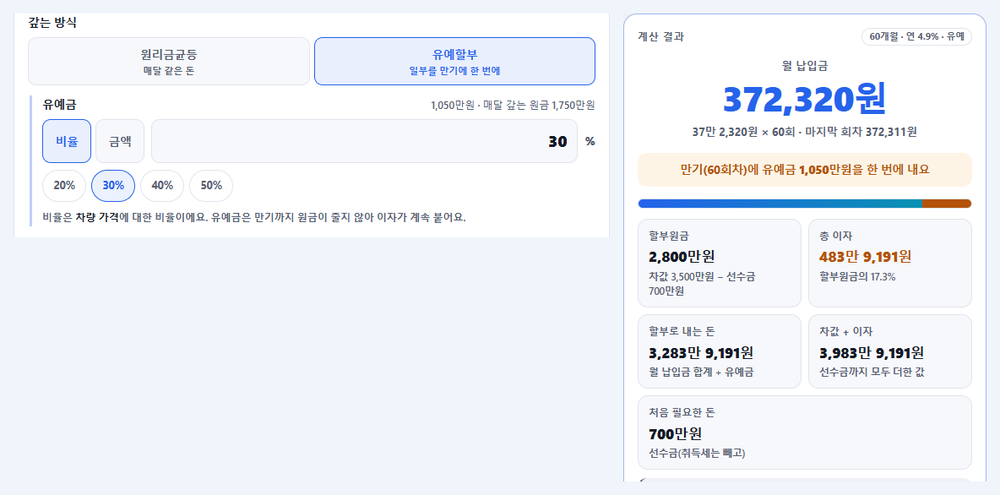 갚는 방식
원리금균등
매달 같은 돈
유예할부
일부를 만기에 한 번에
유예금
1,050만원 · 매달 갚는 원금 1,750만원
비율
금액
30
%
20%
30%
40%
50%
비율은 차량 가격에 대한 비율이에요. 유예금은 만기까지 원금이 줄지 않아 이자가 계속 붙어요.
계산 결과
60개월 · 연 4.9% · 유예
월 납입금
372,320원
37만 2,320원 × 60회 · 마지막 회차 372,311원
만기(60회차)에 유예금 1,050만원을 한 번에 내요
할부원금
2,800만원
차값 3,500만원 − 선수금
700만원
총 이자
483만 9,191원
할부원금의 17.3%
할부로 내는 돈
3,283만 9,191원
월 납입금 합계 + 유예금
차값 + 이자
3,983만 9,191원
선수금까지 모두 더한 값
처음 필요한 돈
700만원
선수금(취득세는 빼고)